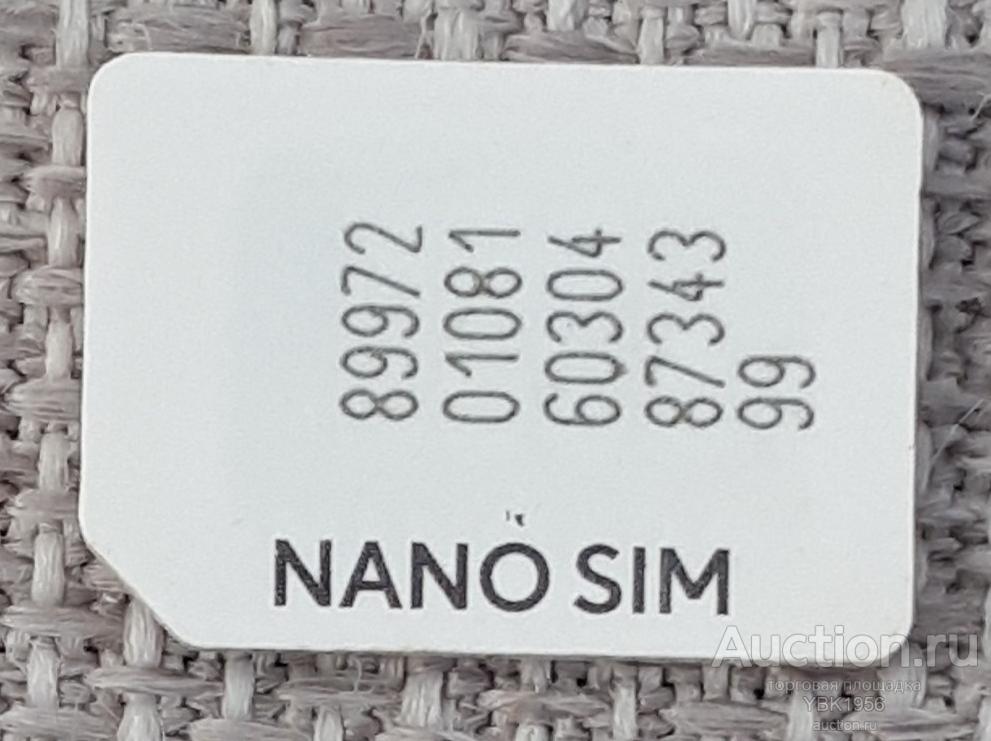 89972
01081
60304
87343
99
NANO SIM
Auction.ru
торговая площадка
YBK1956
auction.ru